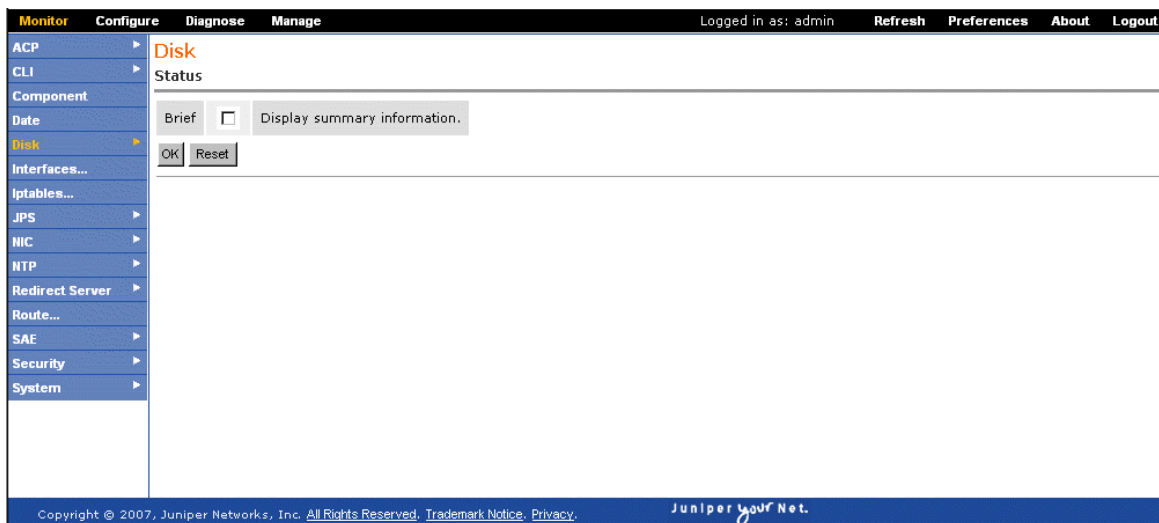 Monitor Configure Diagnose Manage Logged in as: admin Refresh Preferences About Logout
ACP
CLI
Component
Date
Disk
Interfaces...
Iptables...
JPS
NIC
NTP
Redirect Server
Route...
SAE
Security
System
Disk
Status
Brief Display summary information.
OK Reset
Copyright © 2007, Juniper Networks, Inc. All Rights Reserved. Trademark Notice. Privacy.
Juniper your Net.